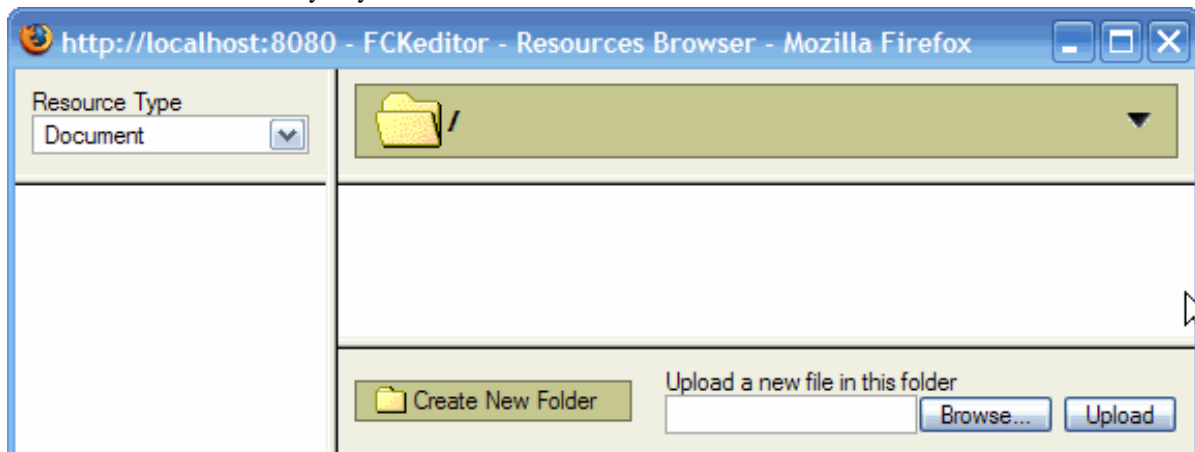 http://localhost:8080 - FCKeditor - Resources Browser - Mozilla Firefox
Resource Type
Document
/
Create New Folder
Upload a new file in this folder
Browse...
Upload